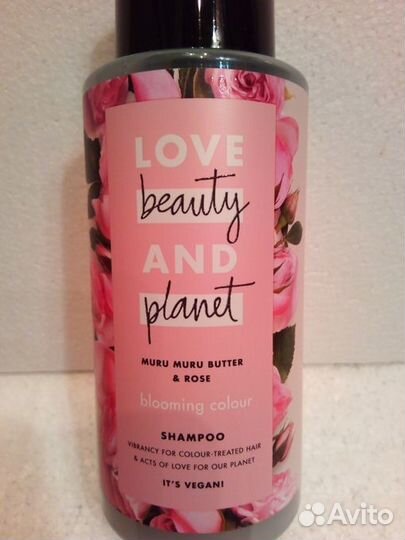 LOVE
beauty
AND
planet
MURU MURU BUTTER
& ROSE
blooming colour
SHAMPOO
VIBRANCY FOR COLOUR-TREATED HAIR
& ACTS OF LOVE FOR OUR PLANET
IT'S VEGAN!
Avito